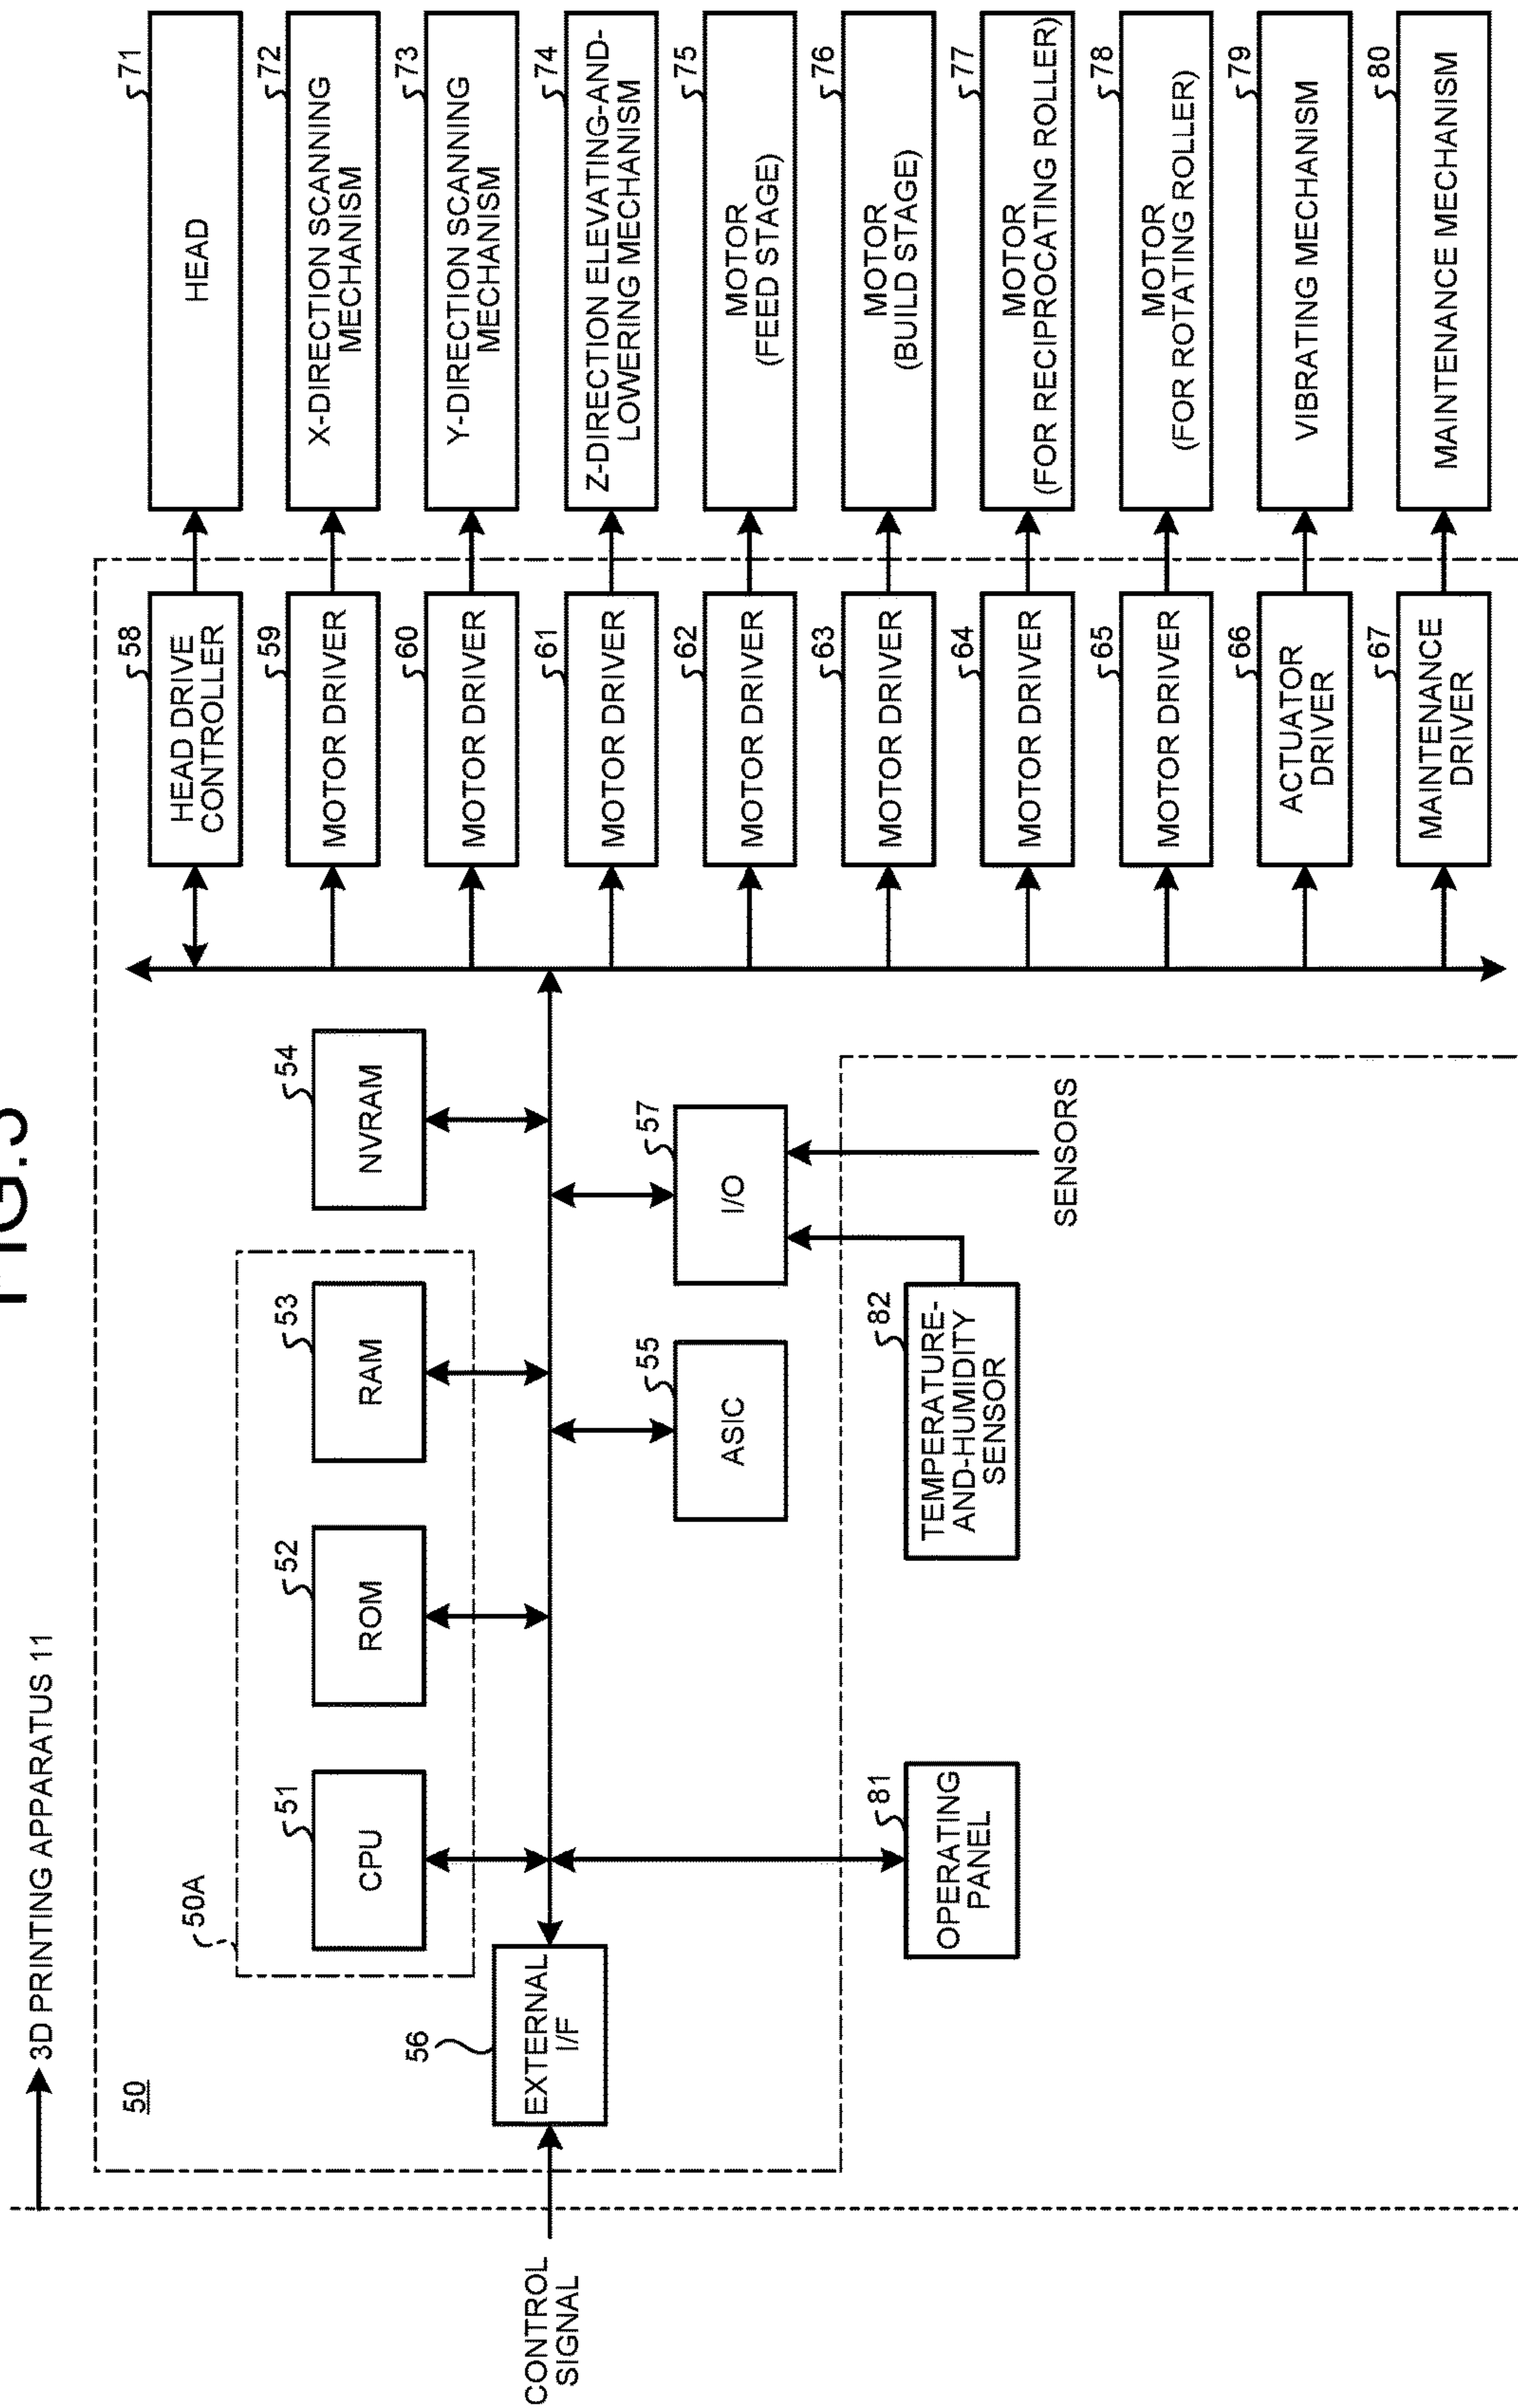 FIG.3
3D PRINTING APPARATUS 11
50
50A
51
CPU
52
ROM
53
RAM
54
NVRAM
56
EXTERNAL
I/F
CONTROL
SIGNAL
55
ASIC
57
I/O
81
OPERATING
PANEL
82
TEMPERATURE-
AND-HUMIDITY
SENSOR
SENSORS
58
HEAD DRIVE
CONTROLLER
71
HEAD
59
MOTOR DRIVER
72
X-DIRECTION SCANNING
MECHANISM
60
MOTOR DRIVER
73
Y-DIRECTION SCANNING
MECHANISM
61
MOTOR DRIVER
74
Z-DIRECTION ELEVATING-AND-
LOWERING MECHANISM
62
MOTOR DRIVER
75
MOTOR
(FEED STAGE)
63
MOTOR DRIVER
76
MOTOR
(BUILD STAGE)
64
MOTOR DRIVER
77
MOTOR
(FOR RECIPROCATING ROLLER)
65
MOTOR DRIVER
78
MOTOR
(FOR ROTATING ROLLER)
66
ACTUATOR
DRIVER
79
VIBRATING MECHANISM
67
MAINTENANCE
DRIVER
80
MAINTENANCE MECHANISM